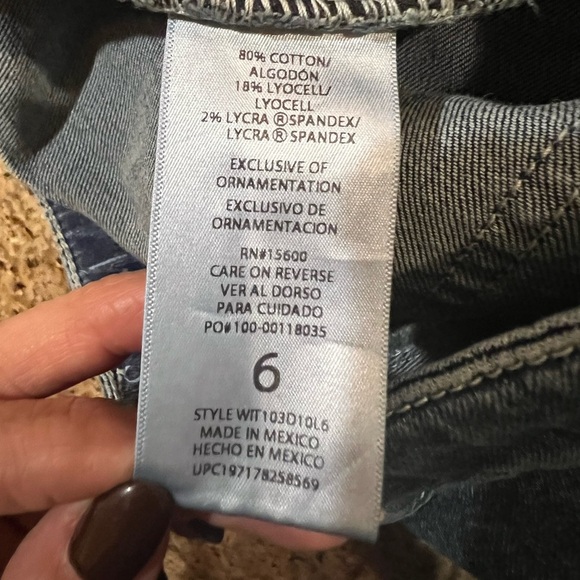 80% COTTON/
ALGODÓN
18% LYOCELL/
LYOCELL
2% LYCRA ® SPANDEX/
LYCRA ® SPANDEX
EXCLUSIVE OF
ORNAMENTATION
EXCLUSIVO DE
ORNAMENTACION
RN#15600
CARE ON REVERSE
VER AL DORSO
PARA CUIDADO
PO#100-00118035
6
STYLE WIT103D10L6
MADE IN MEXICO
HECHO EN MEXICO
UPC197178258569